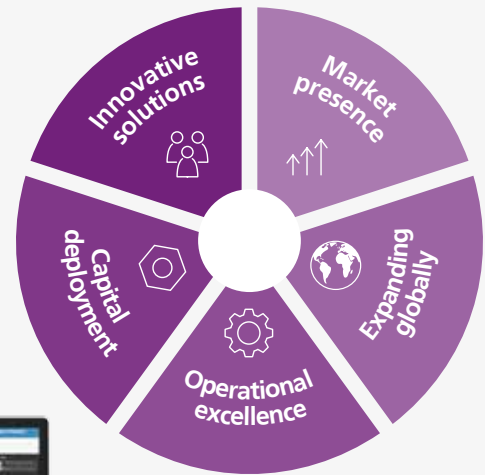 Innovative
solutions
Market
presence
Expanding
globally
Operational
excellence
Capital
deployment